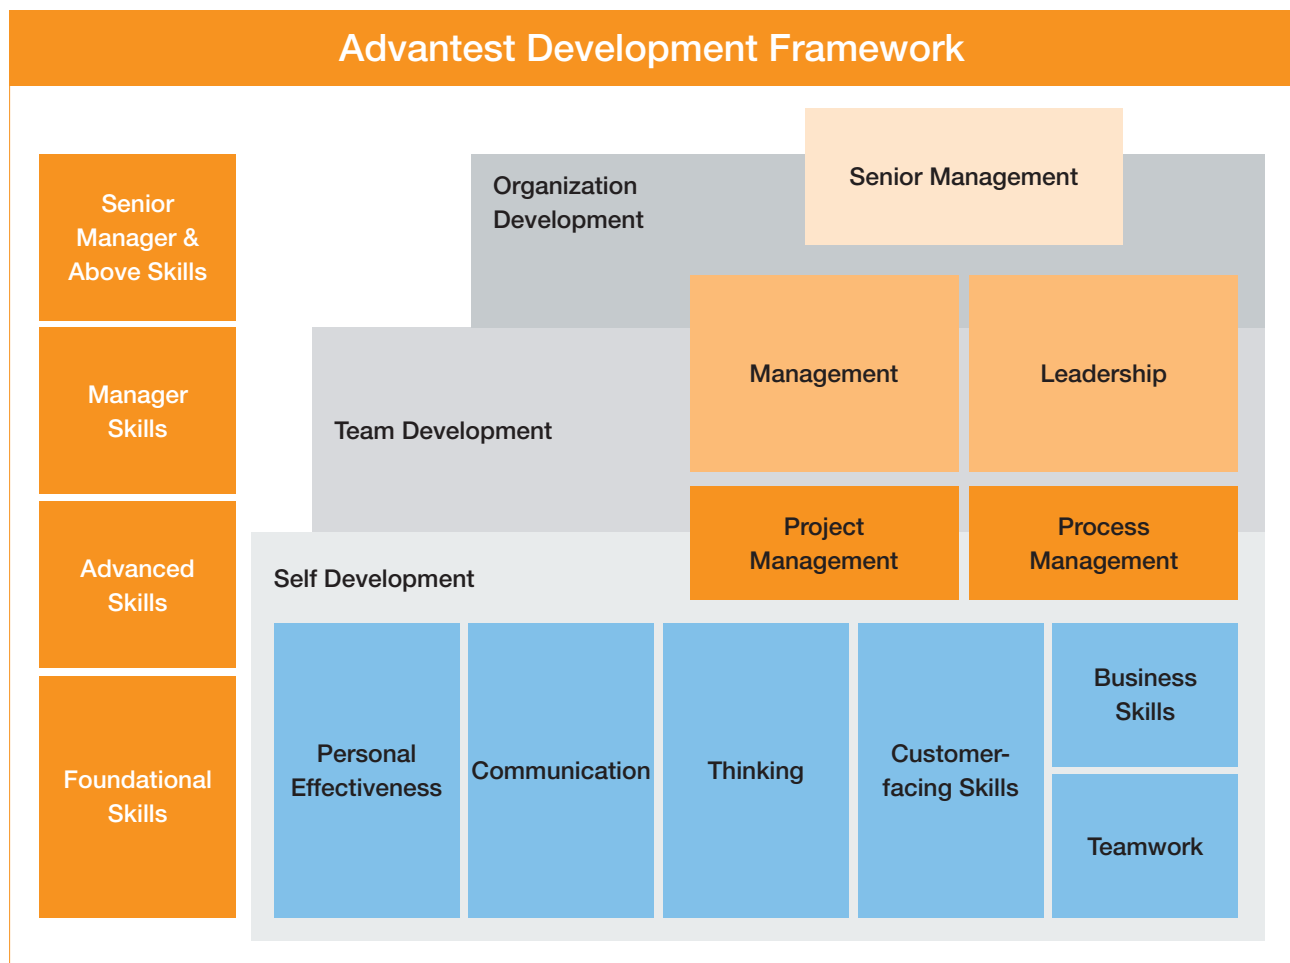 Advantest Development Framework
Senior
Manager &
Above Skills
Manager
Skills
Advanced
Skills
Foundational
Skills
Organization
Development
Senior Management
Team Development
Management
Leadership
Project
Management
Process
Management
Self Development
Personal
Effectiveness
Communication
Thinking
Customer-
facing Skills
Business
Skills
Teamwork